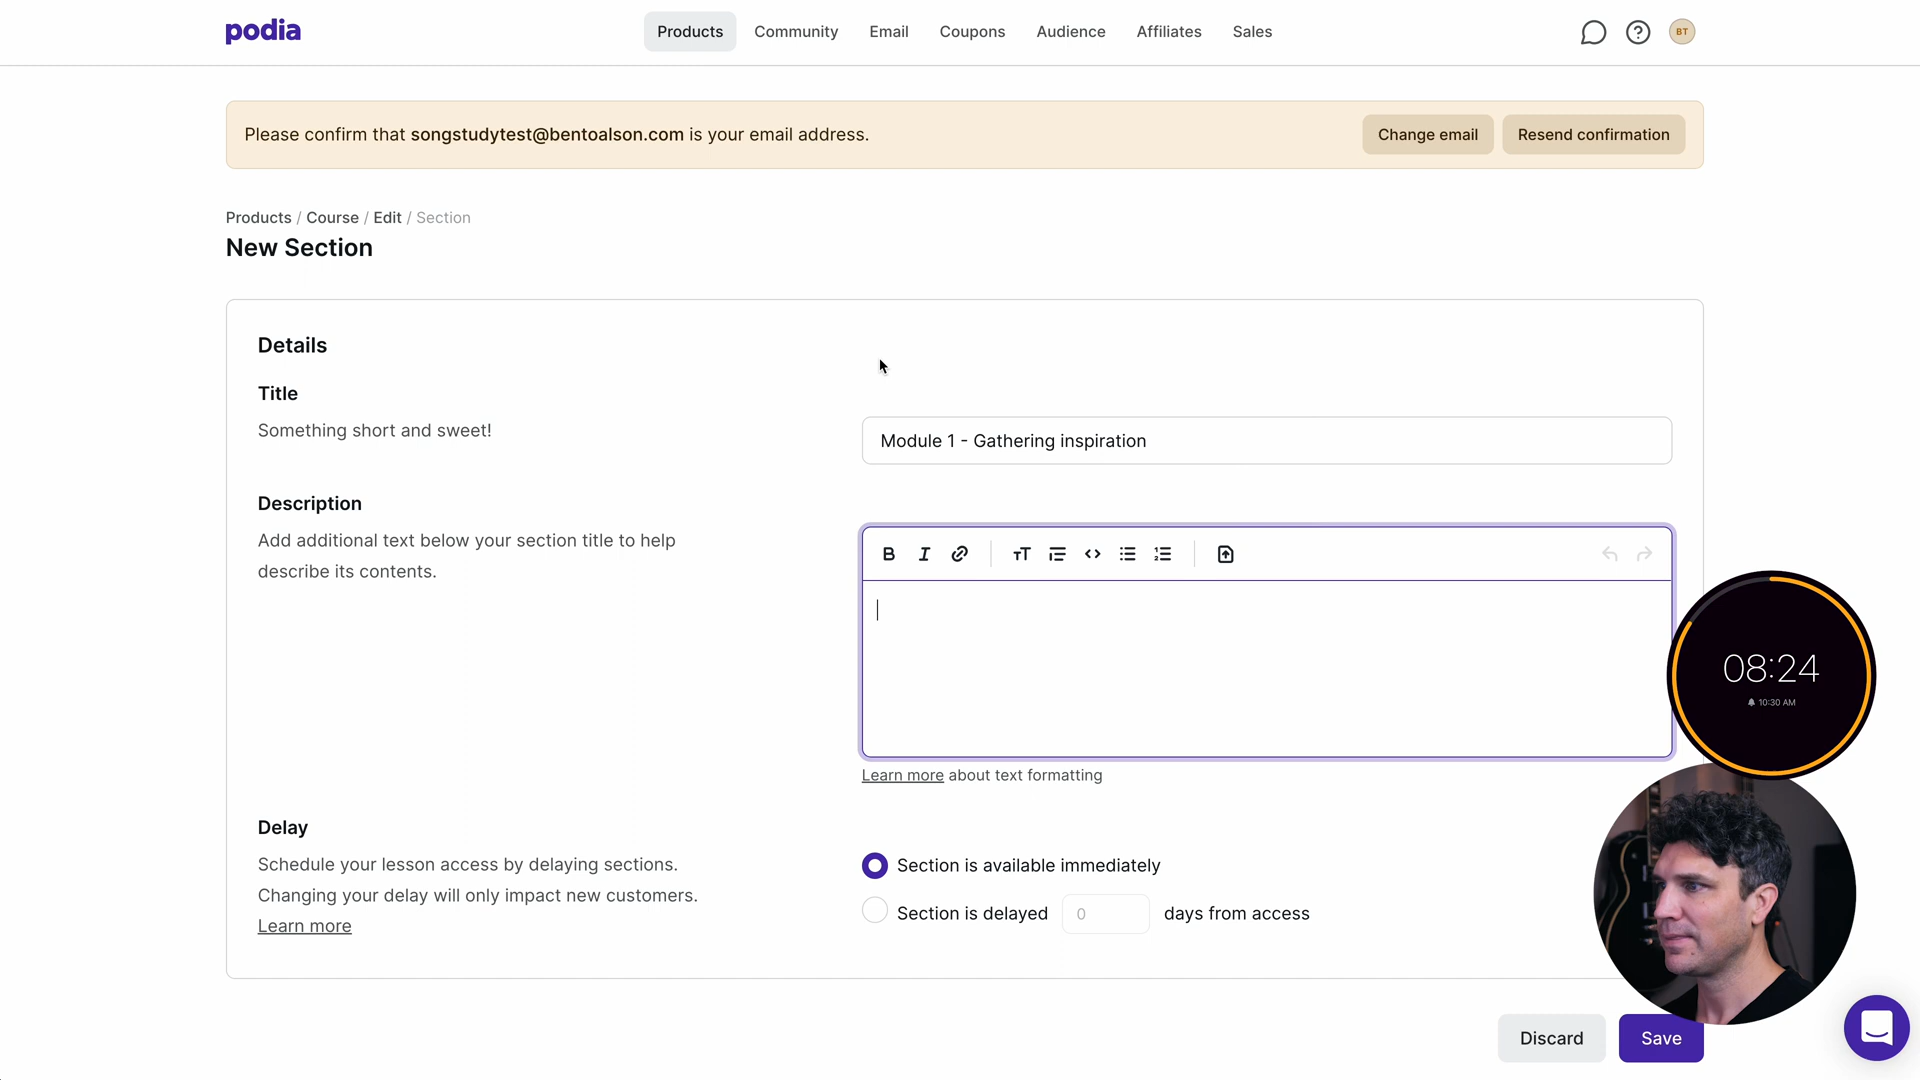 podia
Products
Community
Email
Coupons
Audience
Affiliates
Sales
BT
Please confirm that songstudytest@bentoalson.com is your email address.
Change email
Resend confirmation
Products / Course / Edit / Section
New Section
Details
Title
Something short and sweet!
Module 1 - Gathering inspiration
Description
Add additional text below your section title to help
describe its contents.
Learn more about text formatting
08:24
10:30 AM
Delay
Schedule your lesson access by delaying sections.
Changing your delay will only impact new customers.
Learn more
Section is available immediately
Section is delayed 0 days from access
Discard
Save